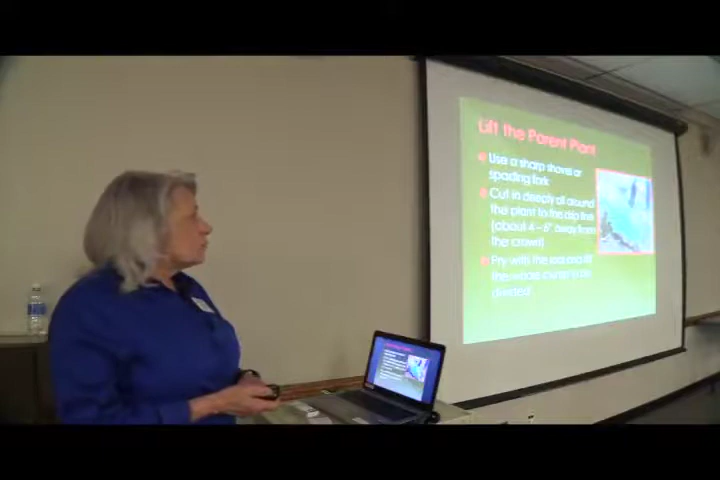 Lift the Parent Plant
Use a sharp shovel or
spading fork
Cut in deeply all around
the plant to the drip line
(about 4 – 6" away from
the crown)
Pry with the tool and lift
the whole clump to be
divided